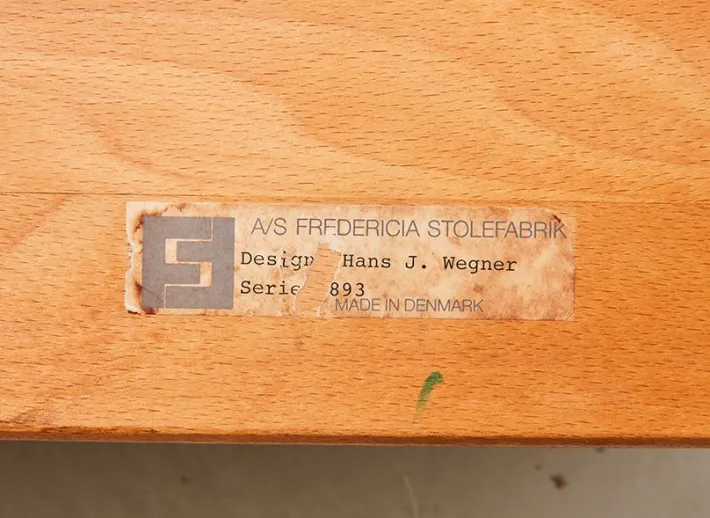 A/S FREDERICIA STOLEFABRIK
Design Hans J. Wegner
Serie 893
MADE IN DENMARK